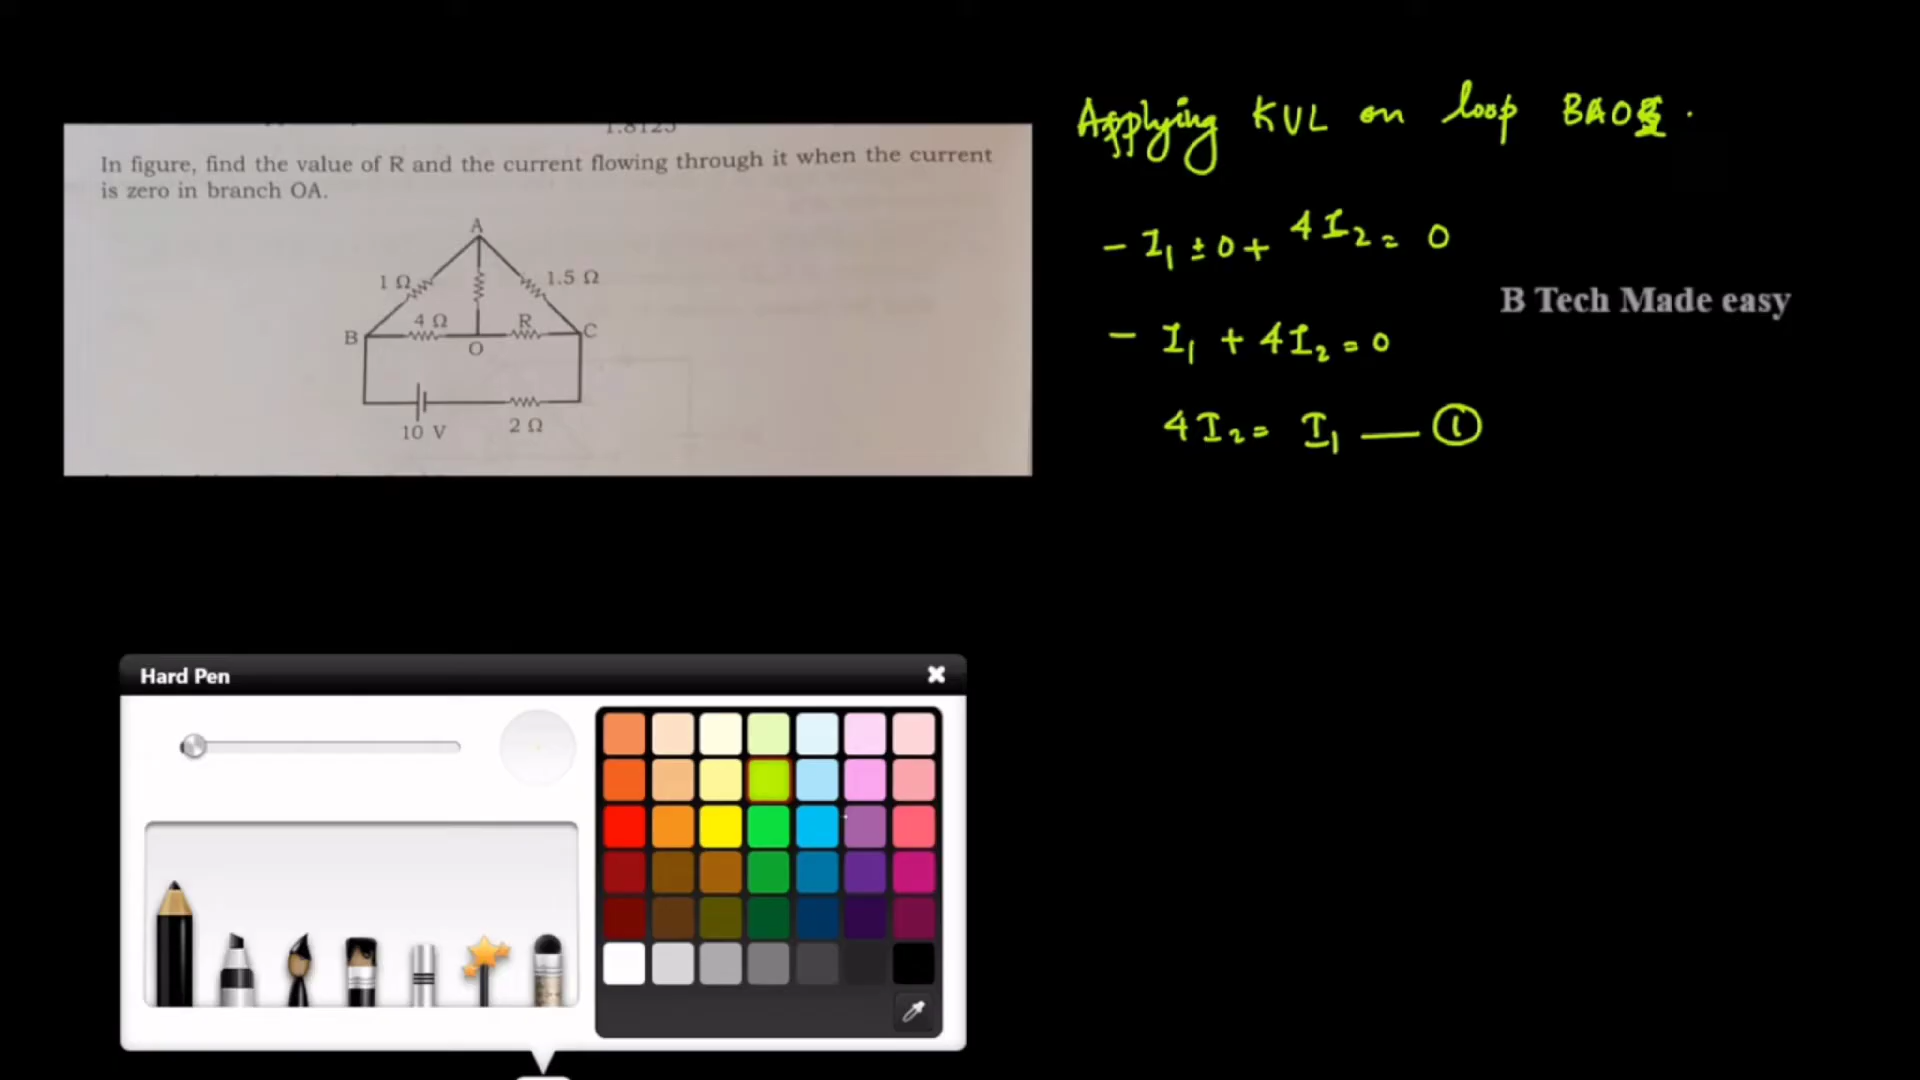 In figure, find the value of R and the current flowing through it when the current
is zero in branch OA.
A
1 Ω
1.5 Ω
4 Ω
R
B
O
C
10 V
2 Ω
Applying KVL on loop BAOB.
- I₁ ± 0 + 4I₂ = 0
B Tech Made easy
- I₁ + 4I₂ = 0
4I₂ = I₁ — ①
Hard Pen